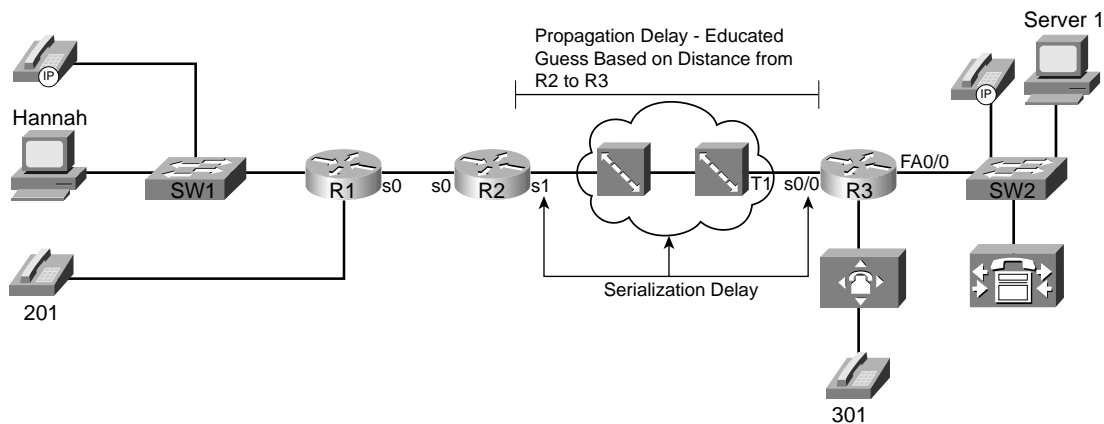 Server 1
Propagation Delay - Educated
Guess Based on Distance from
R2 to R3
IP
IP
Hannah
FA0/0
SW1
R1
s0
s0
R2
s1
T1
s0/0
R3
SW2
Serialization Delay
201
301